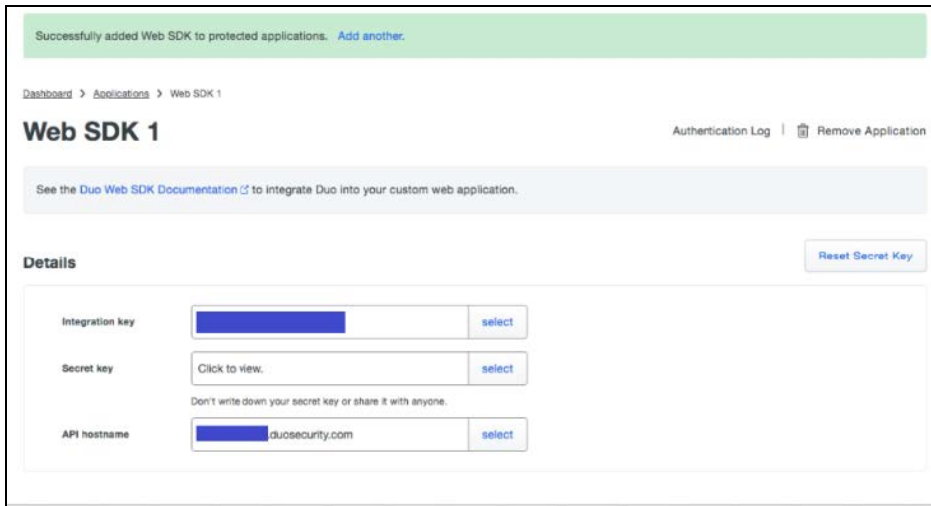 Successfully added Web SDK to protected applications. Add another.
Dashboard > Applications > Web SDK 1
Web SDK 1
Authentication Log | Remove Application
See the Duo Web SDK Documentation to integrate Duo into your custom web application.
Details
Reset Secret Key
Integration key
select
Secret key
Click to view.
select
Don't write down your secret key or share it with anyone.
API hostname
.duosecurity.com
select